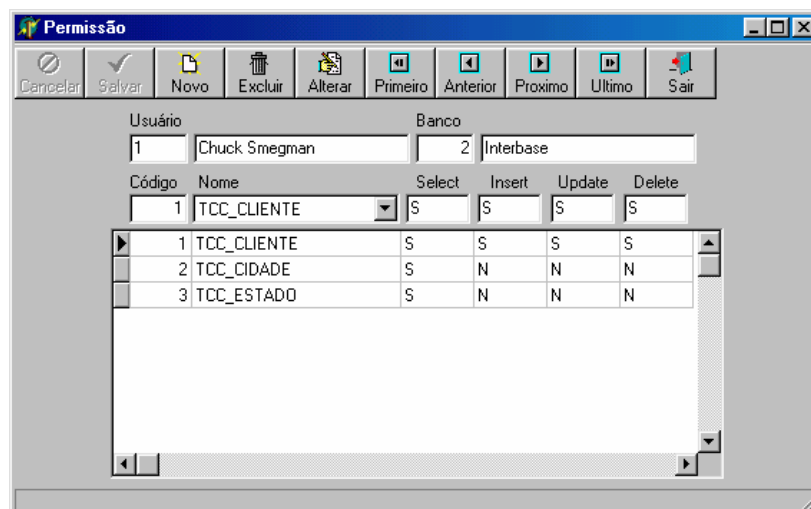 Permissão
Cancelar Salvar Novo Excluir Alterar Primeiro Anterior Proximo Ultimo Sair
Usuário Banco
1 Chuck Smegman 2 Interbase
Código Nome Select Insert Update Delete
1 TCC_CLIENTE S S S S
1 TCC_CLIENTE S S S S
2 TCC_CIDADE S N N N
3 TCC_ESTADO S N N N